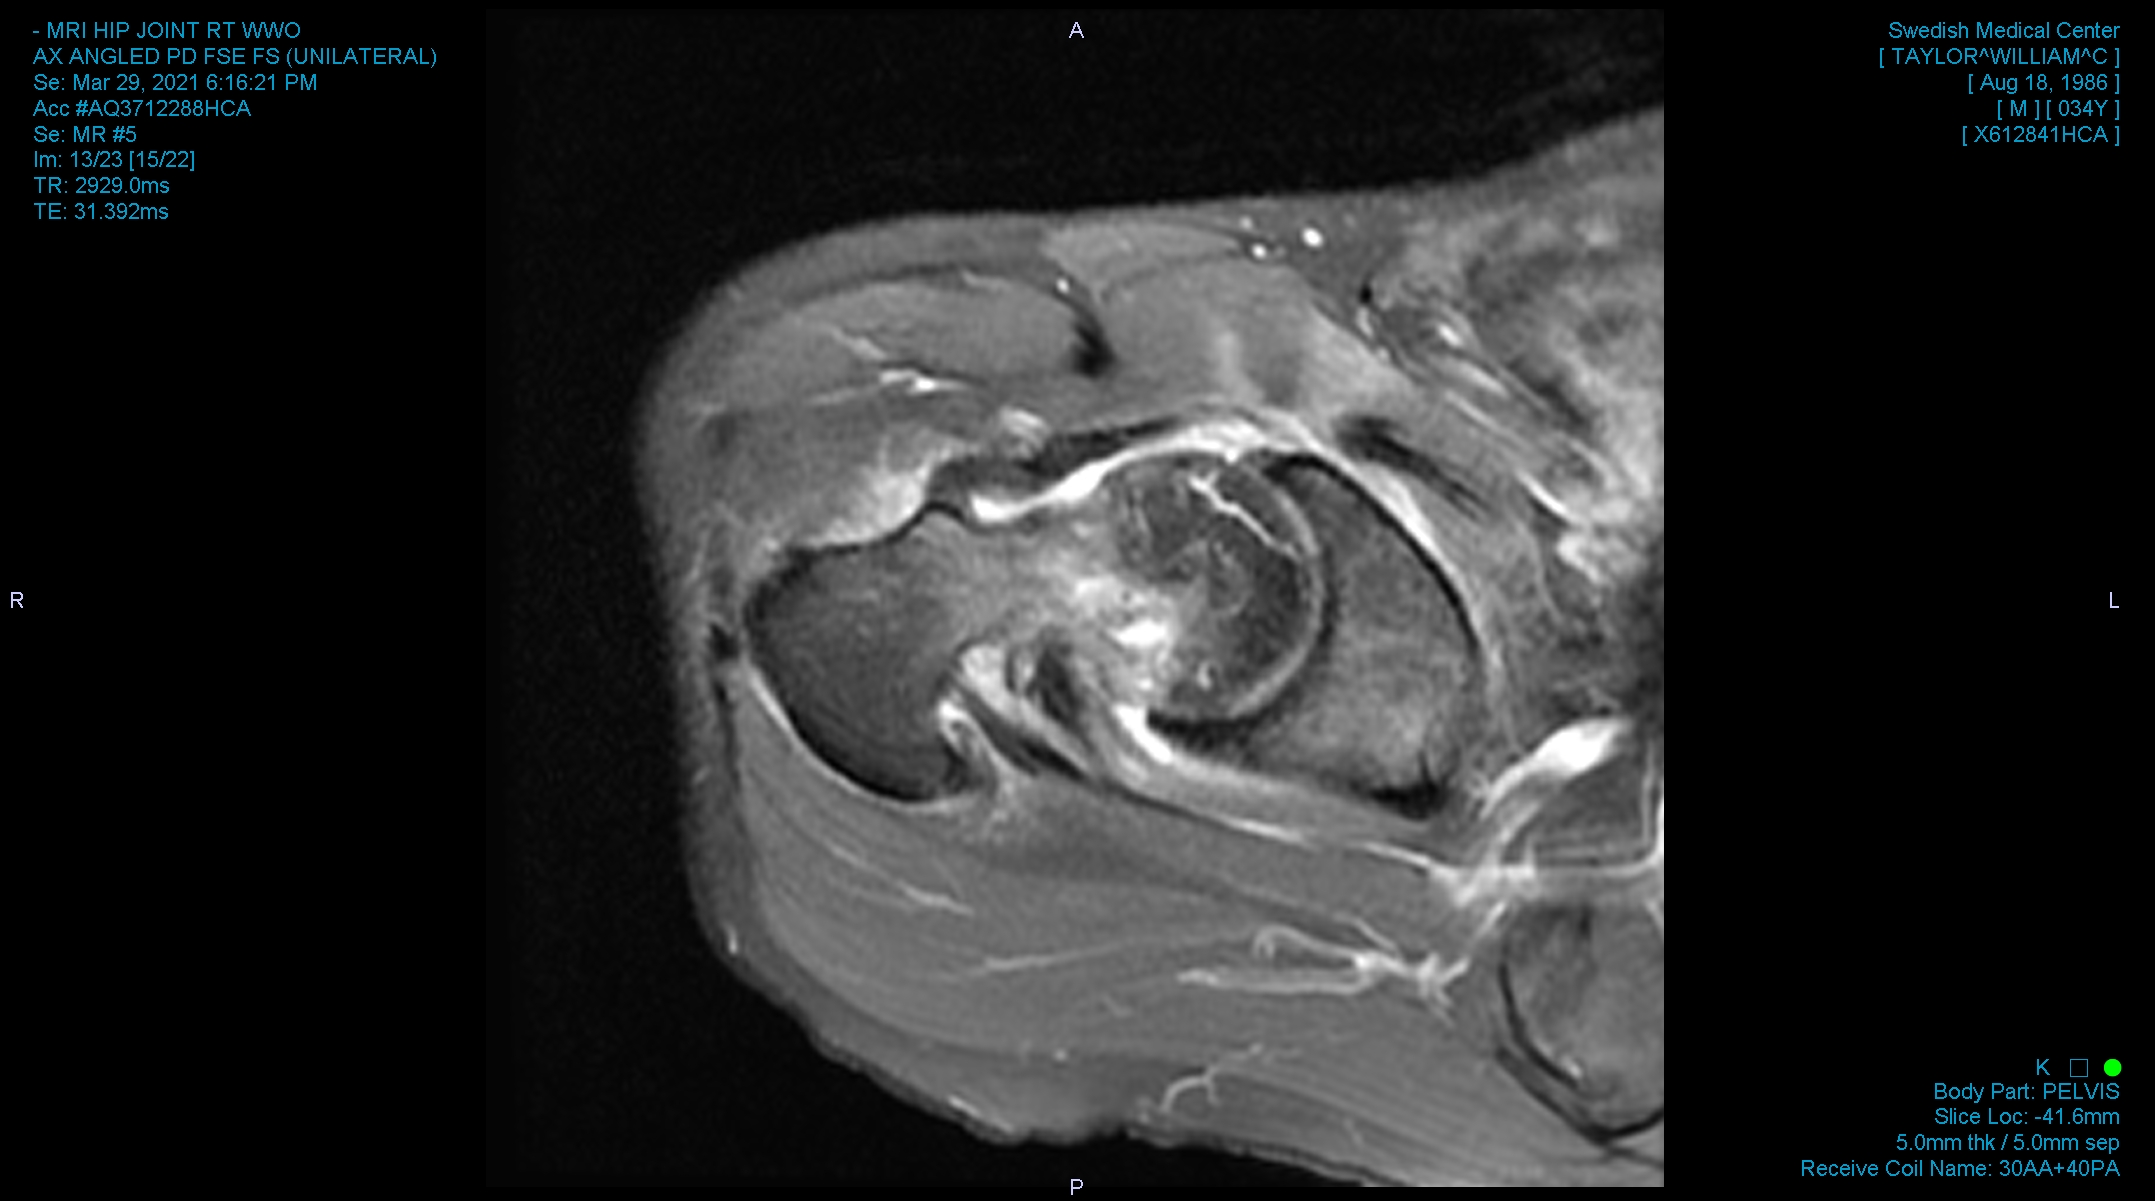 - MRI HIP JOINT RT WWO
AX ANGLED PD FSE FS (UNILATERAL)
Se: Mar 29, 2021 6:16:21 PM
Acc #AQ3712288HCA
Se: MR #5
Im: 13/23 [15/22]
TR: 2929.0ms
TE: 31.392ms
A
Swedish Medical Center
[ TAYLOR^WILLIAM^C ]
[ Aug 18, 1986 ]
[ M ] [ 034Y ]
[ X612841HCA ]
R
L
K
Body Part: PELVIS
Slice Loc: -41.6mm
5.0mm thk / 5.0mm sep
Receive Coil Name: 30AA+40PA
P